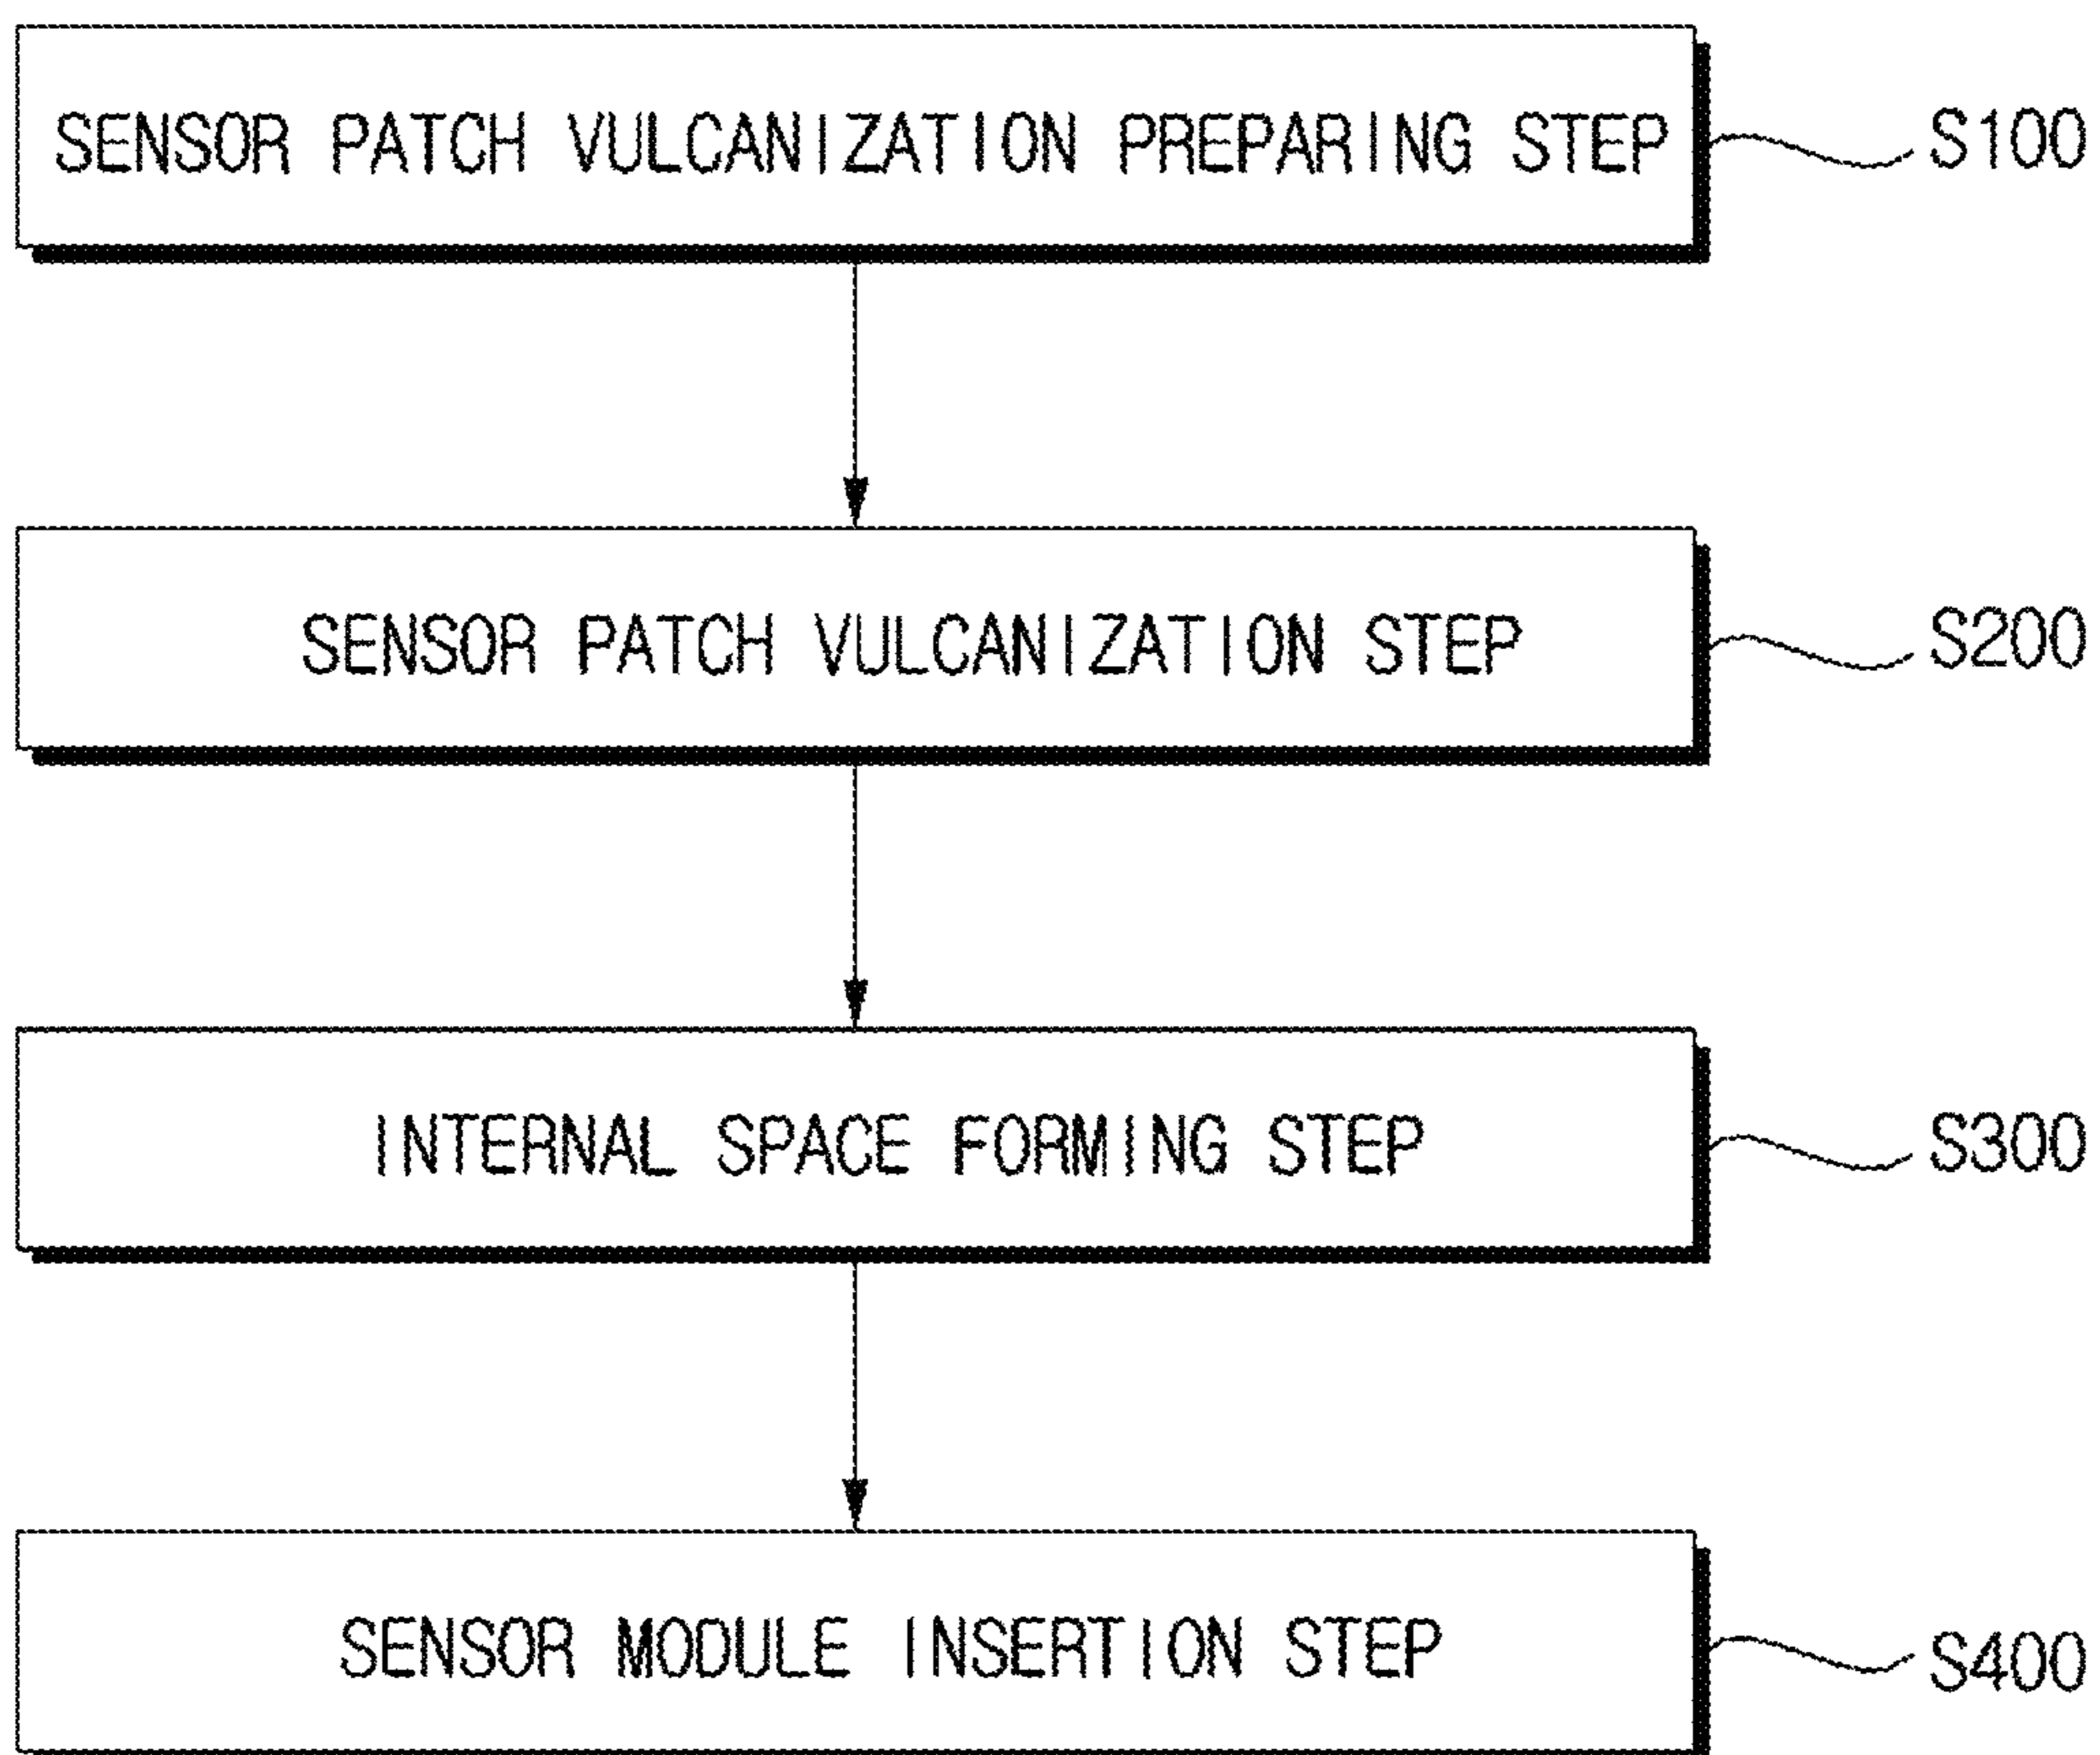 SENSOR PATCH VULCANIZATION PREPARING STEP
S100
SENSOR PATCH VULCANIZATION STEP
S200
INTERNAL SPACE FORMING STEP
S300
SENSOR MODULE INSERTION STEP
S400